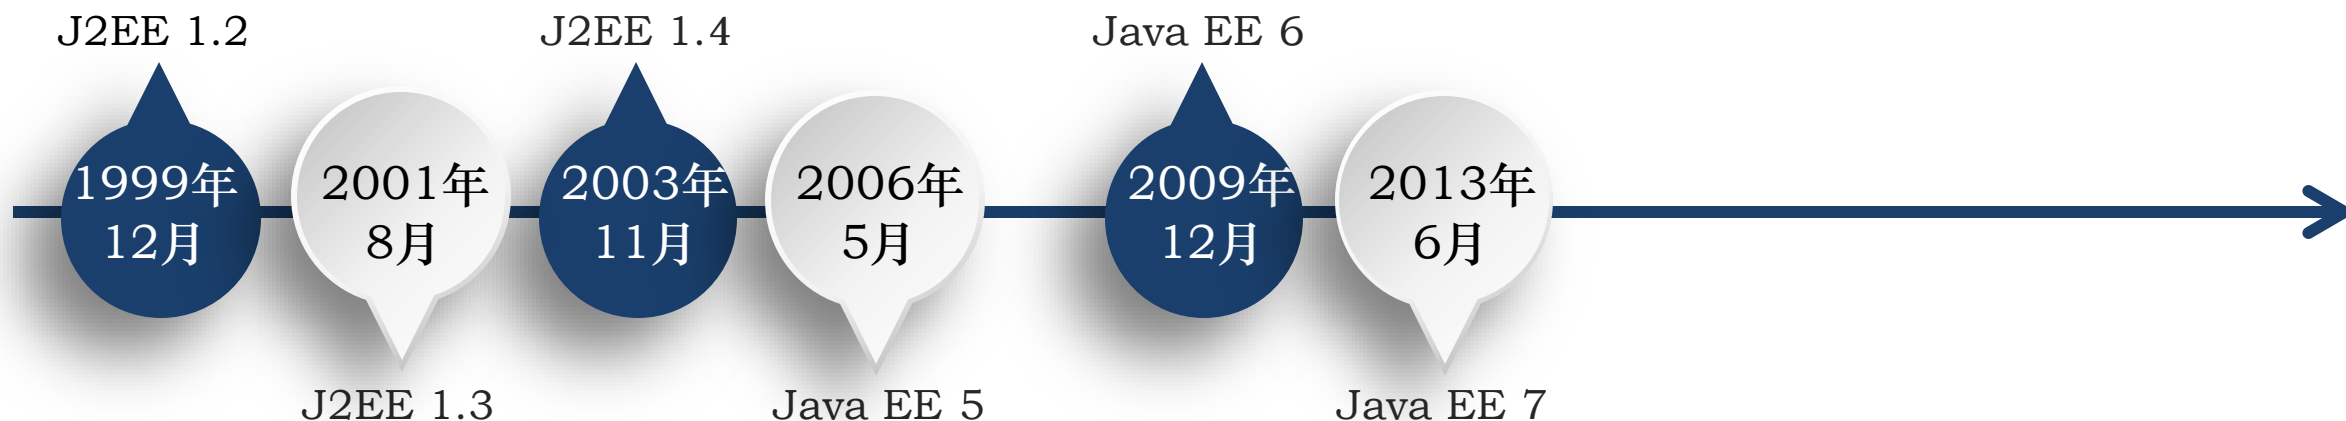 J2EE 1.2
J2EE 1.4
Java EE 6
1999年
12月
2001年
8月
2003年
11月
2006年
5月
2009年
12月
2013年
6月
J2EE 1.3
Java EE 5
Java EE 7